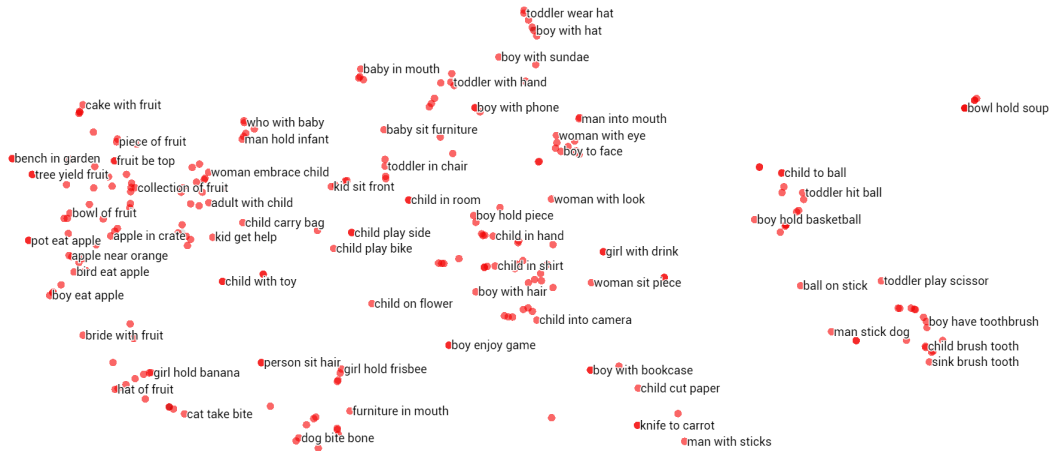 toddler wear hat
boy with hat
boy with sundae
baby in mouth
toddler with hand
cake with fruit
boy with phone
bowl hold soup
who with baby
man into mouth
baby sit furniture
piece of fruit
man hold infant
woman with eye
boy to face
bench in garden
fruit be top
tree yield fruit
woman embrace child
toddler in chair
child to ball
collection of fruit
kid sit front
toddler hit ball
adult with child
child in room
woman with look
bowl of fruit
child carry bag
boy hold piece
boy hold basketball
pot eat apple
apple in crate
kid get help
child play side
child in hand
child play bike
apple near orange
girl with drink
bird eat apple
child in shirt
child with toy
woman sit piece
ball on stick
toddler play scissor
boy eat apple
boy with hair
child on flower
child into camera
boy have toothbrush
bride with fruit
man stick dog
boy enjoy game
child brush tooth
person sit hair
sink brush tooth
girl hold banana
girl hold frisbee
boy with bookcase
hat of fruit
child cut paper
cat take bite
furniture in mouth
knife to carrot
dog bite bone
man with sticks